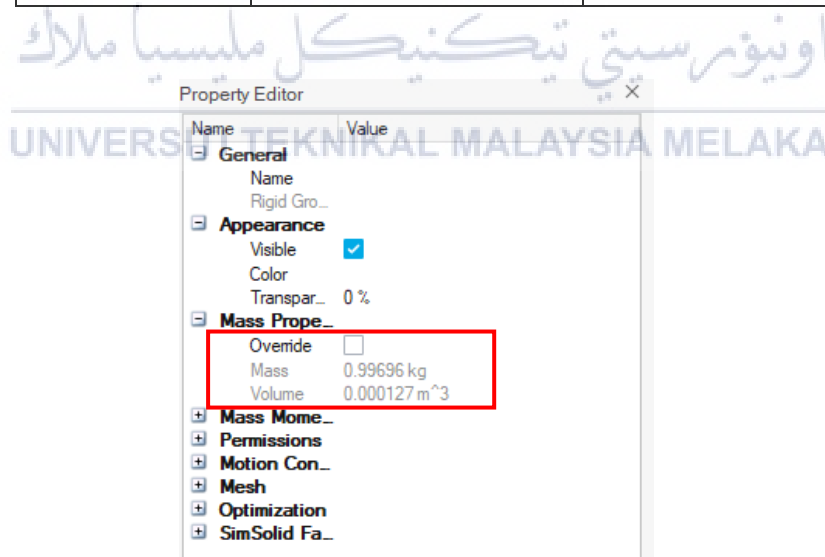 اونيۏرسيتي تيكنيكل مليسيا ملاك
Property Editor
UNIVERSITI TEKNIKAL MALAYSIA MELAKA
Name Value
General
Name
Rigid Gro...
Appearance
Visible
Color
Transpar... 0 %
Mass Prope...
Override
Mass 0.99696 kg
Volume 0.000127 m^3
Mass Mome...
Permissions
Motion Con...
Mesh
Optimization
SimSolid Fa...